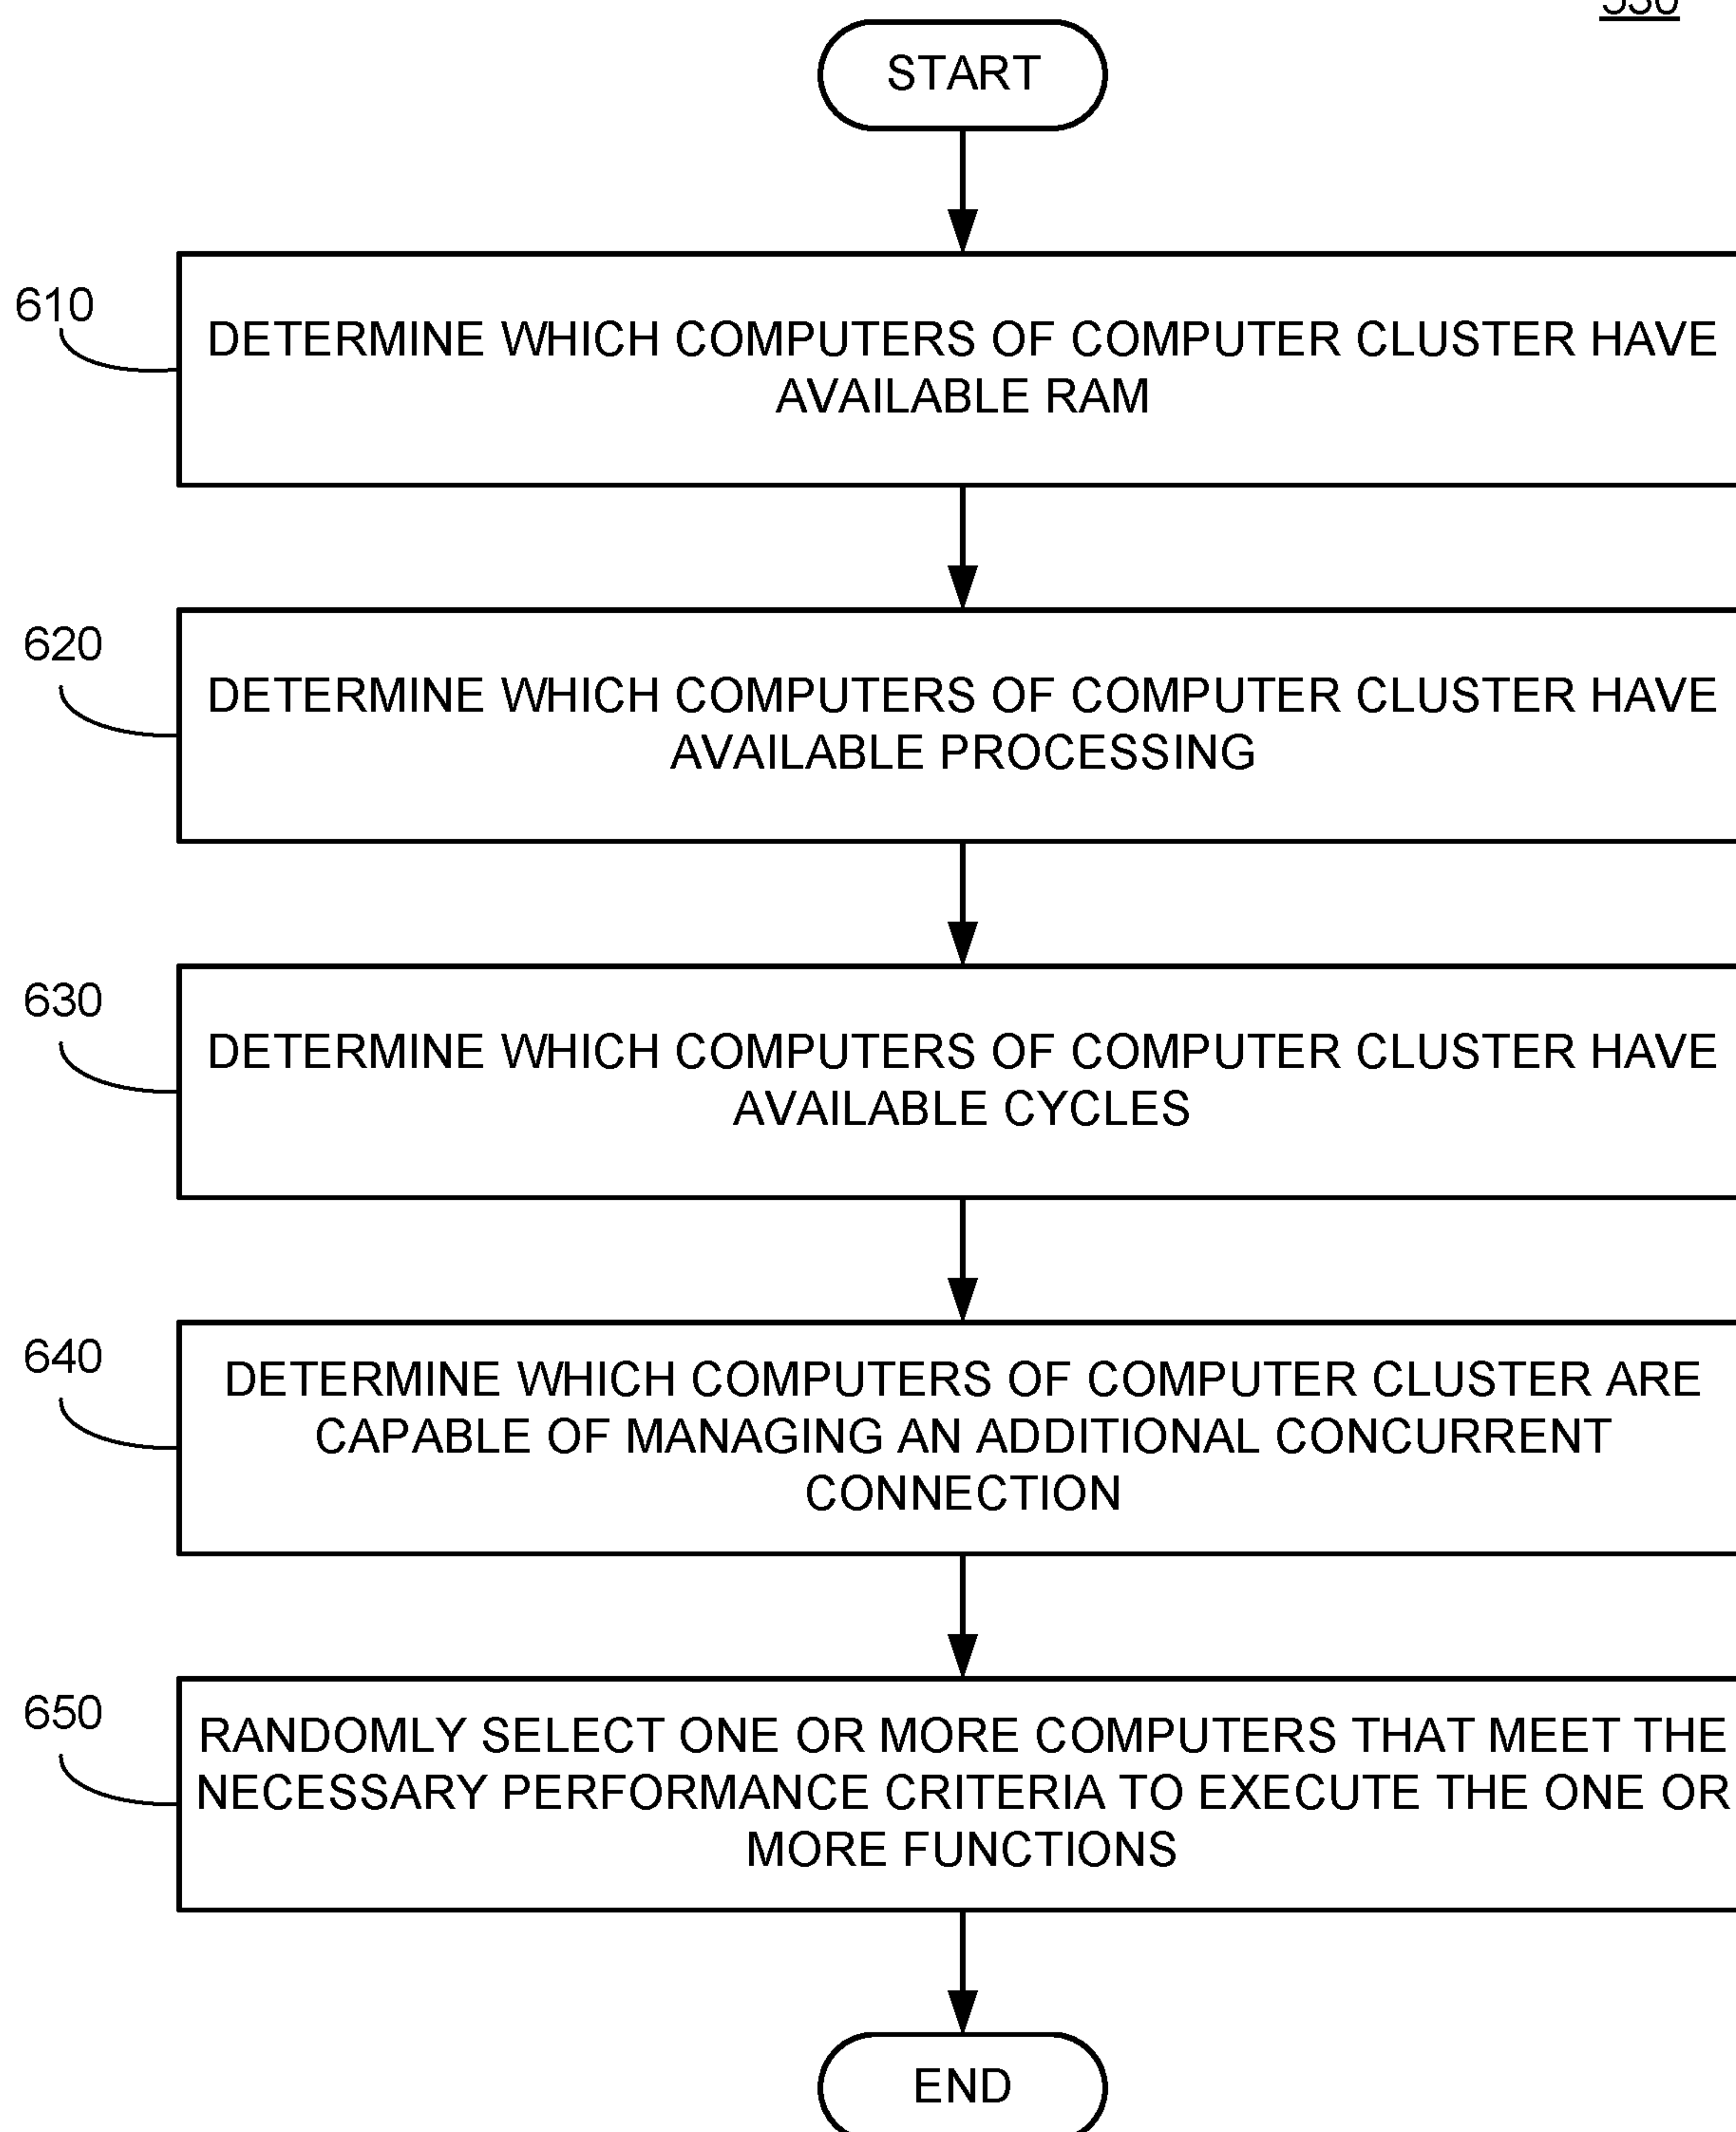 START
610
DETERMINE WHICH COMPUTERS OF COMPUTER CLUSTER HAVE
AVAILABLE RAM
620
DETERMINE WHICH COMPUTERS OF COMPUTER CLUSTER HAVE
AVAILABLE PROCESSING
630
DETERMINE WHICH COMPUTERS OF COMPUTER CLUSTER HAVE
AVAILABLE CYCLES
640
DETERMINE WHICH COMPUTERS OF COMPUTER CLUSTER ARE
CAPABLE OF MANAGING AN ADDITIONAL CONCURRENT
CONNECTION
650
RANDOMLY SELECT ONE OR MORE COMPUTERS THAT MEET THE
NECESSARY PERFORMANCE CRITERIA TO EXECUTE THE ONE OR
MORE FUNCTIONS
END